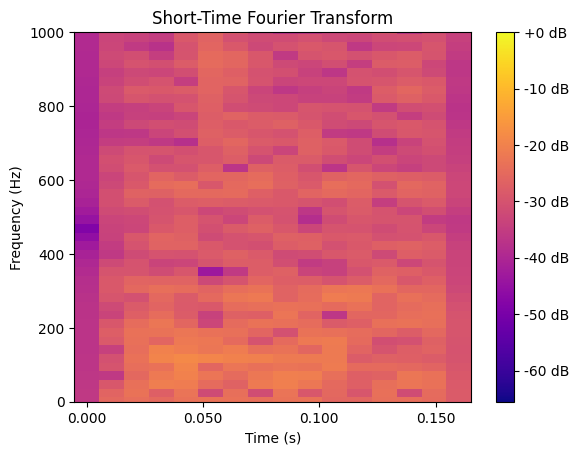 Short-Time Fourier Transform
Frequency (Hz)
1000
800
600
400
200
0
0.000
0.050
0.100
0.150
Time (s)
+0 dB
-10 dB
-20 dB
-30 dB
-40 dB
-50 dB
-60 dB